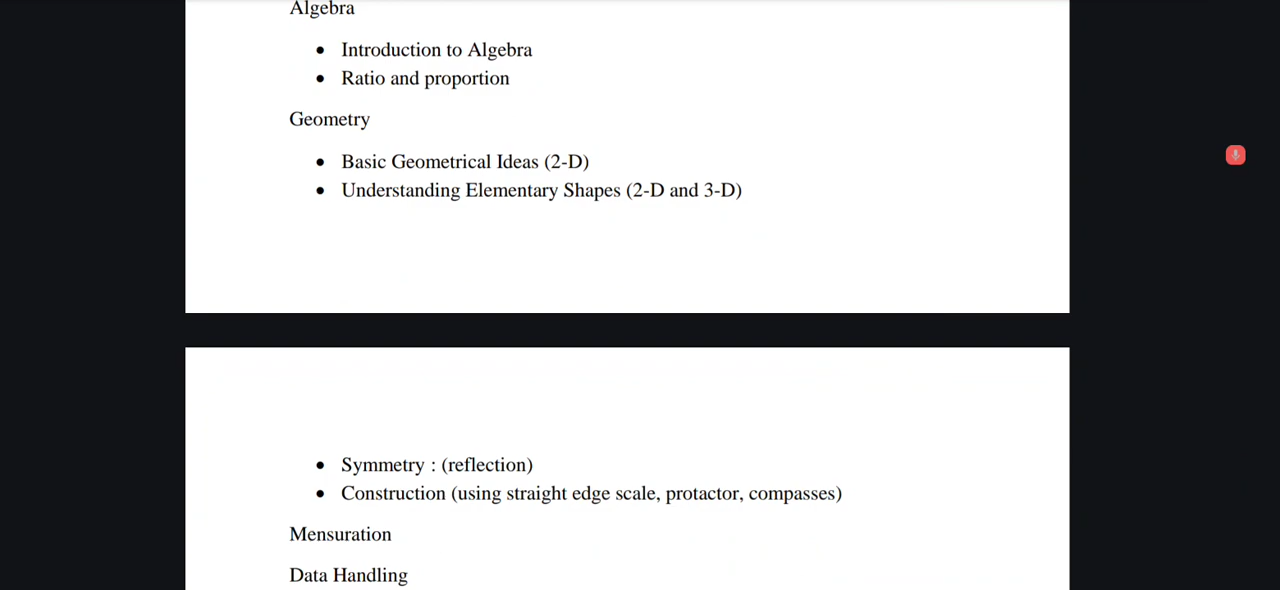 Algebra
• Introduction to Algebra
• Ratio and proportion
Geometry
• Basic Geometrical Ideas (2-D)
• Understanding Elementary Shapes (2-D and 3-D)
• Symmetry : (reflection)
• Construction (using straight edge scale, protactor, compasses)
Mensuration
Data Handling